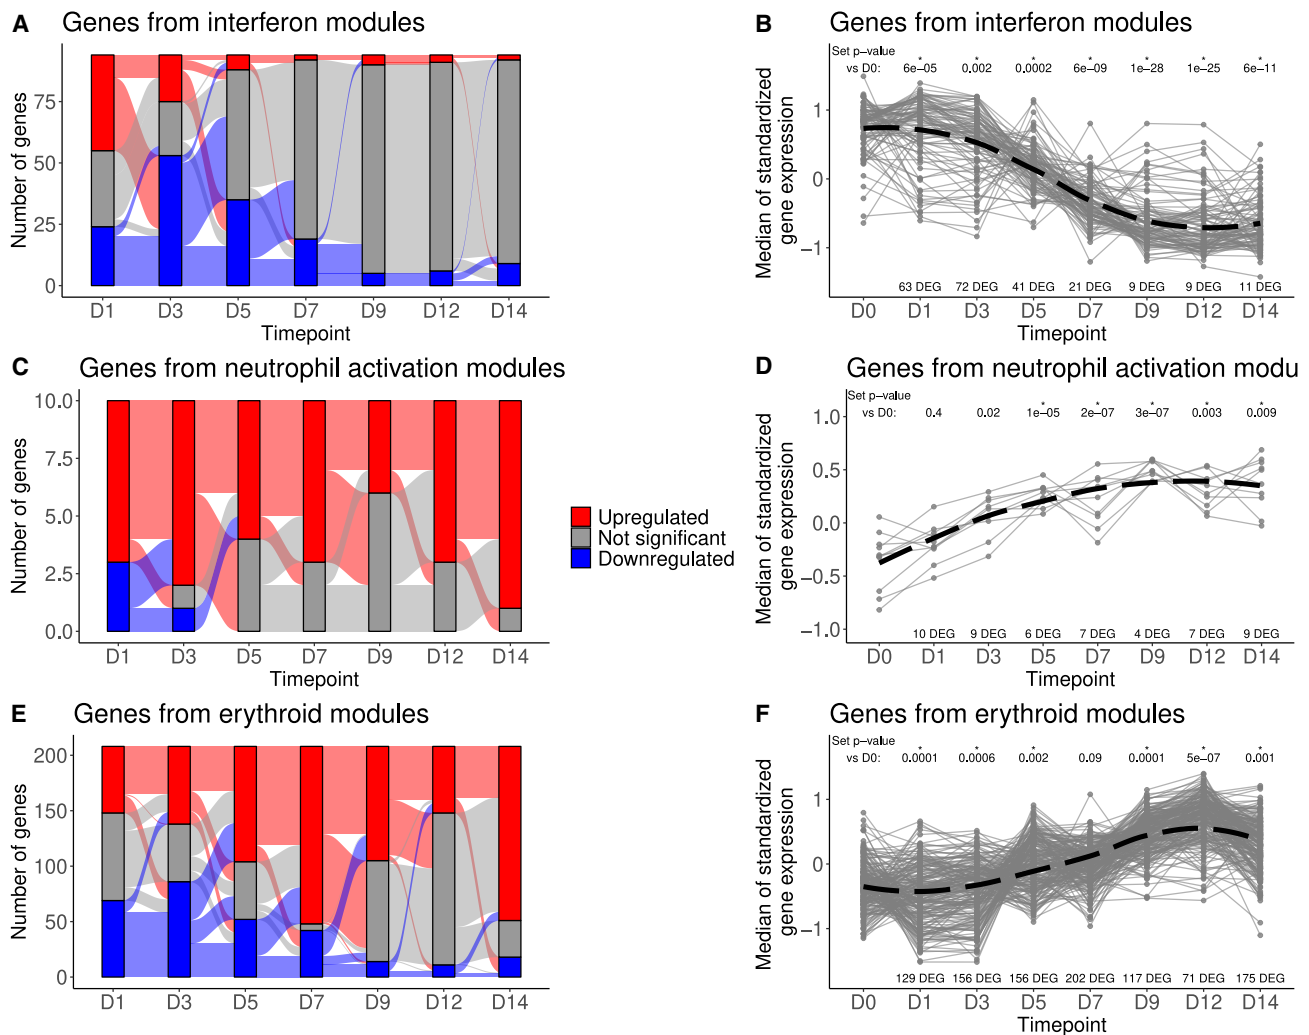 A Genes from interferon modules
Number of genes
75
50
25
0
D1 D3 D5 D7 D9 D12 D14
Timepoint
B Genes from interferon modules
Set p−value
vs D0: 6e−05 0.002 0.0002 6e−09 1e−28 1e−25 6e−11
* * * * * * *
Median of standardized
gene expression
1
0
−1
63 DEG 72 DEG 41 DEG 21 DEG 9 DEG 9 DEG 11 DEG
D0 D1 D3 D5 D7 D9 D12 D14
Timepoint
C Genes from neutrophil activation modules
Number of genes
10.0
7.5
5.0
2.5
0.0
D1 D3 D5 D7 D9 D12 D14
Timepoint
Upregulated
Not significant
Downregulated
D Genes from neutrophil activation modu
Set p−value
* * * * *
vs D0: 0.4 0.02 1e−05 2e−07 3e−07 0.003 0.009
Median of standardized
gene expression
1.0
0.5
0.0
−0.5
−1.0
10 DEG 9 DEG 6 DEG 7 DEG 4 DEG 7 DEG 9 DEG
D0 D1 D3 D5 D7 D9 D12 D14
Timepoint
E Genes from erythroid modules
Number of genes
200
150
100
50
0
D1 D3 D5 D7 D9 D12 D14
Timepoint
F Genes from erythroid modules
Set p−value
* * * * * *
vs D0: 0.0001 0.0006 0.002 0.09 0.0001 5e−07 0.001
Median of standardized
gene expression
1
0
−1
129 DEG 156 DEG 156 DEG 202 DEG 117 DEG 71 DEG 175 DEG
D0 D1 D3 D5 D7 D9 D12 D14
Timepoint